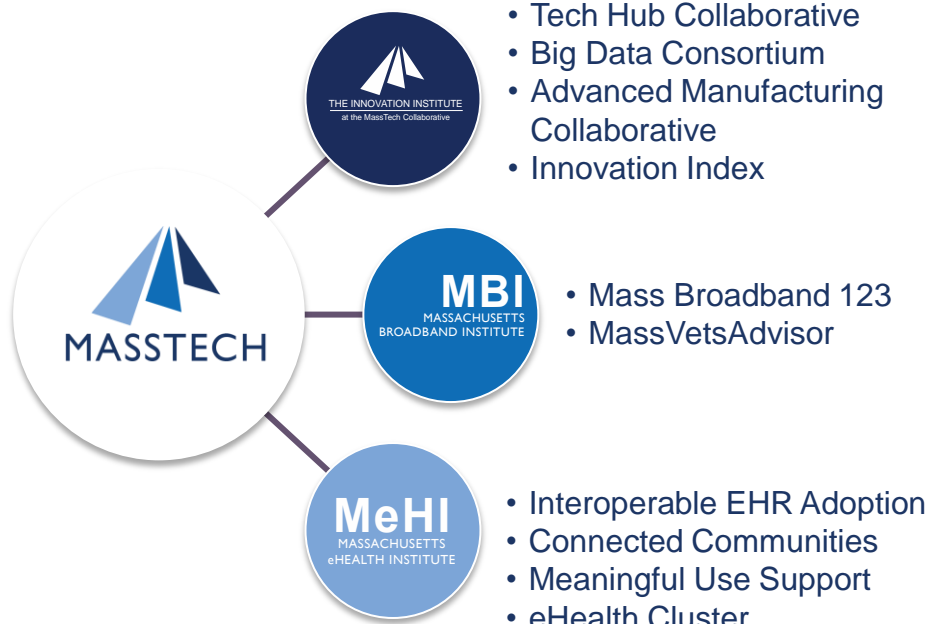 • Tech Hub Collaborative
• Big Data Consortium
• Advanced Manufacturing
Collaborative
• Innovation Index
THE INNOVATION INSTITUTE
at the MassTech Collaborative
MASSTECH
MBI
MASSACHUSETTS
BROADBAND INSTITUTE
• Mass Broadband 123
• MassVetsAdvisor
MeHI
MASSACHUSETTS
eHEALTH INSTITUTE
• Interoperable EHR Adoption
• Connected Communities
• Meaningful Use Support
• eHealth Cluster